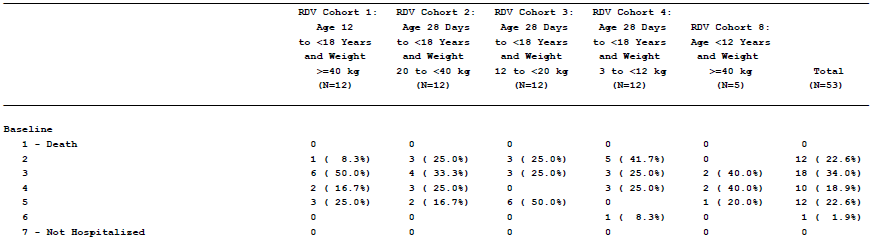 RDV Cohort 1: RDV Cohort 2: RDV Cohort 3: RDV Cohort 4:
Age 12 Age 28 Days Age 28 Days Age 28 Days RDV Cohort 8:
to <18 Years to <18 Years to <18 Years to <18 Years Age <12 Years
and Weight and Weight and Weight and Weight and Weight
>=40 kg 20 to <40 kg 12 to <20 kg 3 to <12 kg >=40 kg Total
(N=12) (N=12) (N=12) (N=12) (N=5) (N=53)
Baseline
1 - Death 0 0 0 0 0 0
2 1 ( 8.3%) 3 ( 25.0%) 3 ( 25.0%) 5 ( 41.7%) 0 12 ( 22.6%)
3 6 ( 50.0%) 4 ( 33.3%) 3 ( 25.0%) 3 ( 25.0%) 2 ( 40.0%) 18 ( 34.0%)
4 2 ( 16.7%) 3 ( 25.0%) 0 3 ( 25.0%) 2 ( 40.0%) 10 ( 18.9%)
5 3 ( 25.0%) 2 ( 16.7%) 6 ( 50.0%) 0 1 ( 20.0%) 12 ( 22.6%)
6 0 0 0 1 ( 8.3%) 0 1 ( 1.9%)
7 - Not Hospitalized 0 0 0 0 0 0